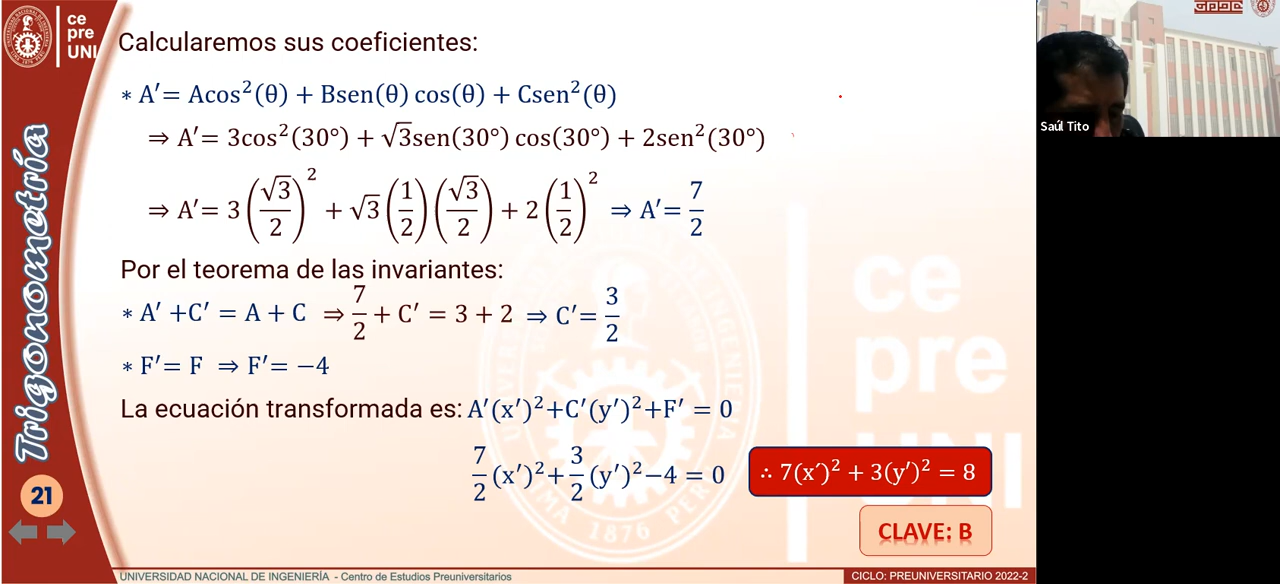 ce
pre
UNI
Calcularemos sus coeficientes:
* A′= Acos²(θ) + Bsen(θ) cos(θ) + Csen²(θ)
⇒ A′= 3cos²(30°) + √3sen(30°) cos(30°) + 2sen²(30°)
⇒ A′= 3(√3/2)² + √3(1/2)(√3/2) + 2(1/2)² ⇒ A′= 7/2
Por el teorema de las invariantes:
* A′ +C′ = A + C ⇒ 7/2 + C′ = 3 + 2 ⇒ C′= 3/2
* F′= F ⇒ F′= −4
La ecuación transformada es: A′(x′)²+C′(y′)²+F′ = 0
7/2(x′)²+3/2(y′)²−4 = 0
∴ 7(x′)² + 3(y′)² = 8
CLAVE: B
Trigonometría
21
ce
pre
UNI
1876
UNIVERSIDAD NACIONAL DE INGENIERÍA - Centro de Estudios Preuniversitarios
CICLO: PREUNIVERSITARIO 2022-2
Saúl Tito